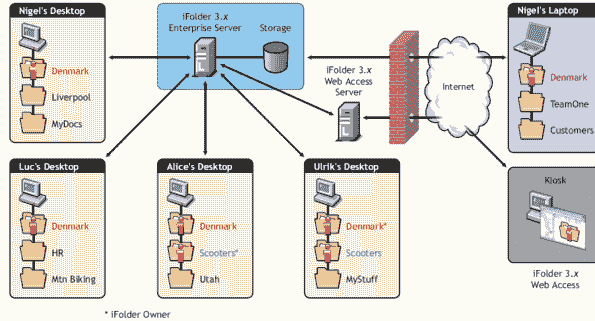 Nigel's Desktop
Denmark
Liverpool
MyDocs
iFolder 3.x
Enterprise Server
Storage
iFolder 3.x
Web Access
Server
Internet
Nigel's Laptop
Denmark
TeamOne
Customers
Luc's Desktop
Denmark
HR
Mtn Biking
Alice's Desktop
Denmark
Scooters*
Utah
Ulrik's Desktop
Denmark*
Scooters
MyStuff
Kiosk
iFolder 3.x
Web Access
* iFolder Owner